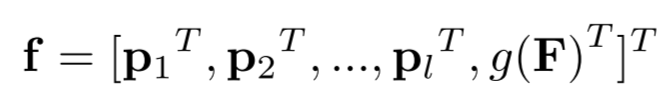 f = [p₁ᵀ, p₂ᵀ, ..., pₗᵀ, g(F)ᵀ]ᵀ